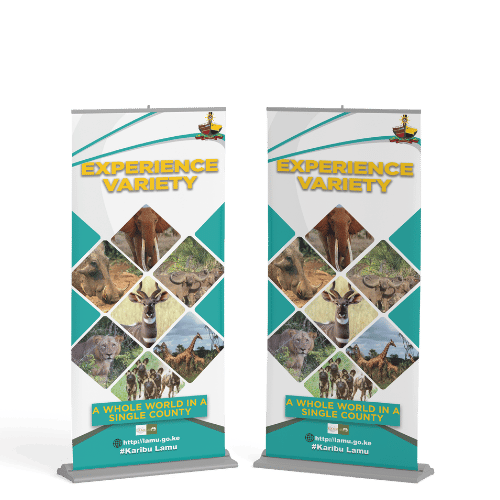 EXPERIENCE
VARIETY
A WHOLE WORLD IN A
SINGLE COUNTY
http://lamu.go.ke
#Karibu Lamu
EXPERIENCE
VARIETY
A WHOLE WORLD IN A
SINGLE COUNTY
http://lamu.go.ke
#Karibu Lamu